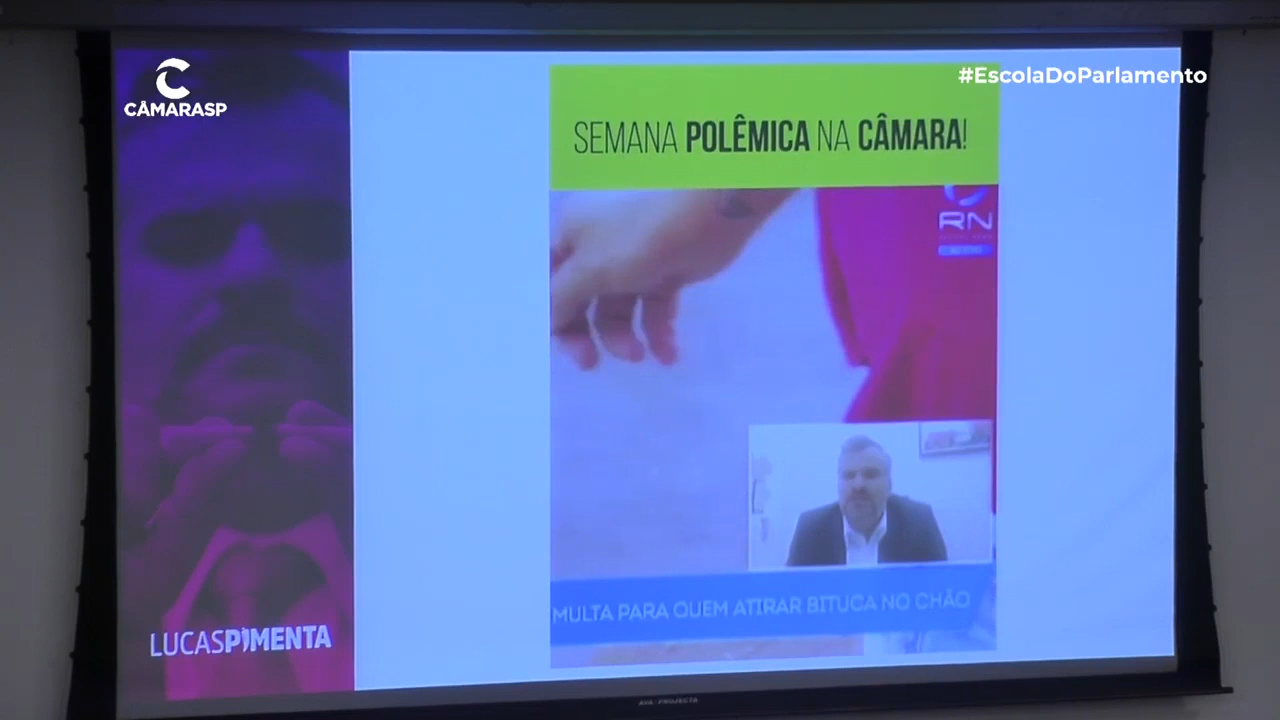 CÂMARASP
#EscolaDoParlamento
SEMANA POLÊMICA NA CÂMARA!
RN
MULTA PARA QUEM ATIRAR BITUCA NO CHÃO
LUCASPIMENTA